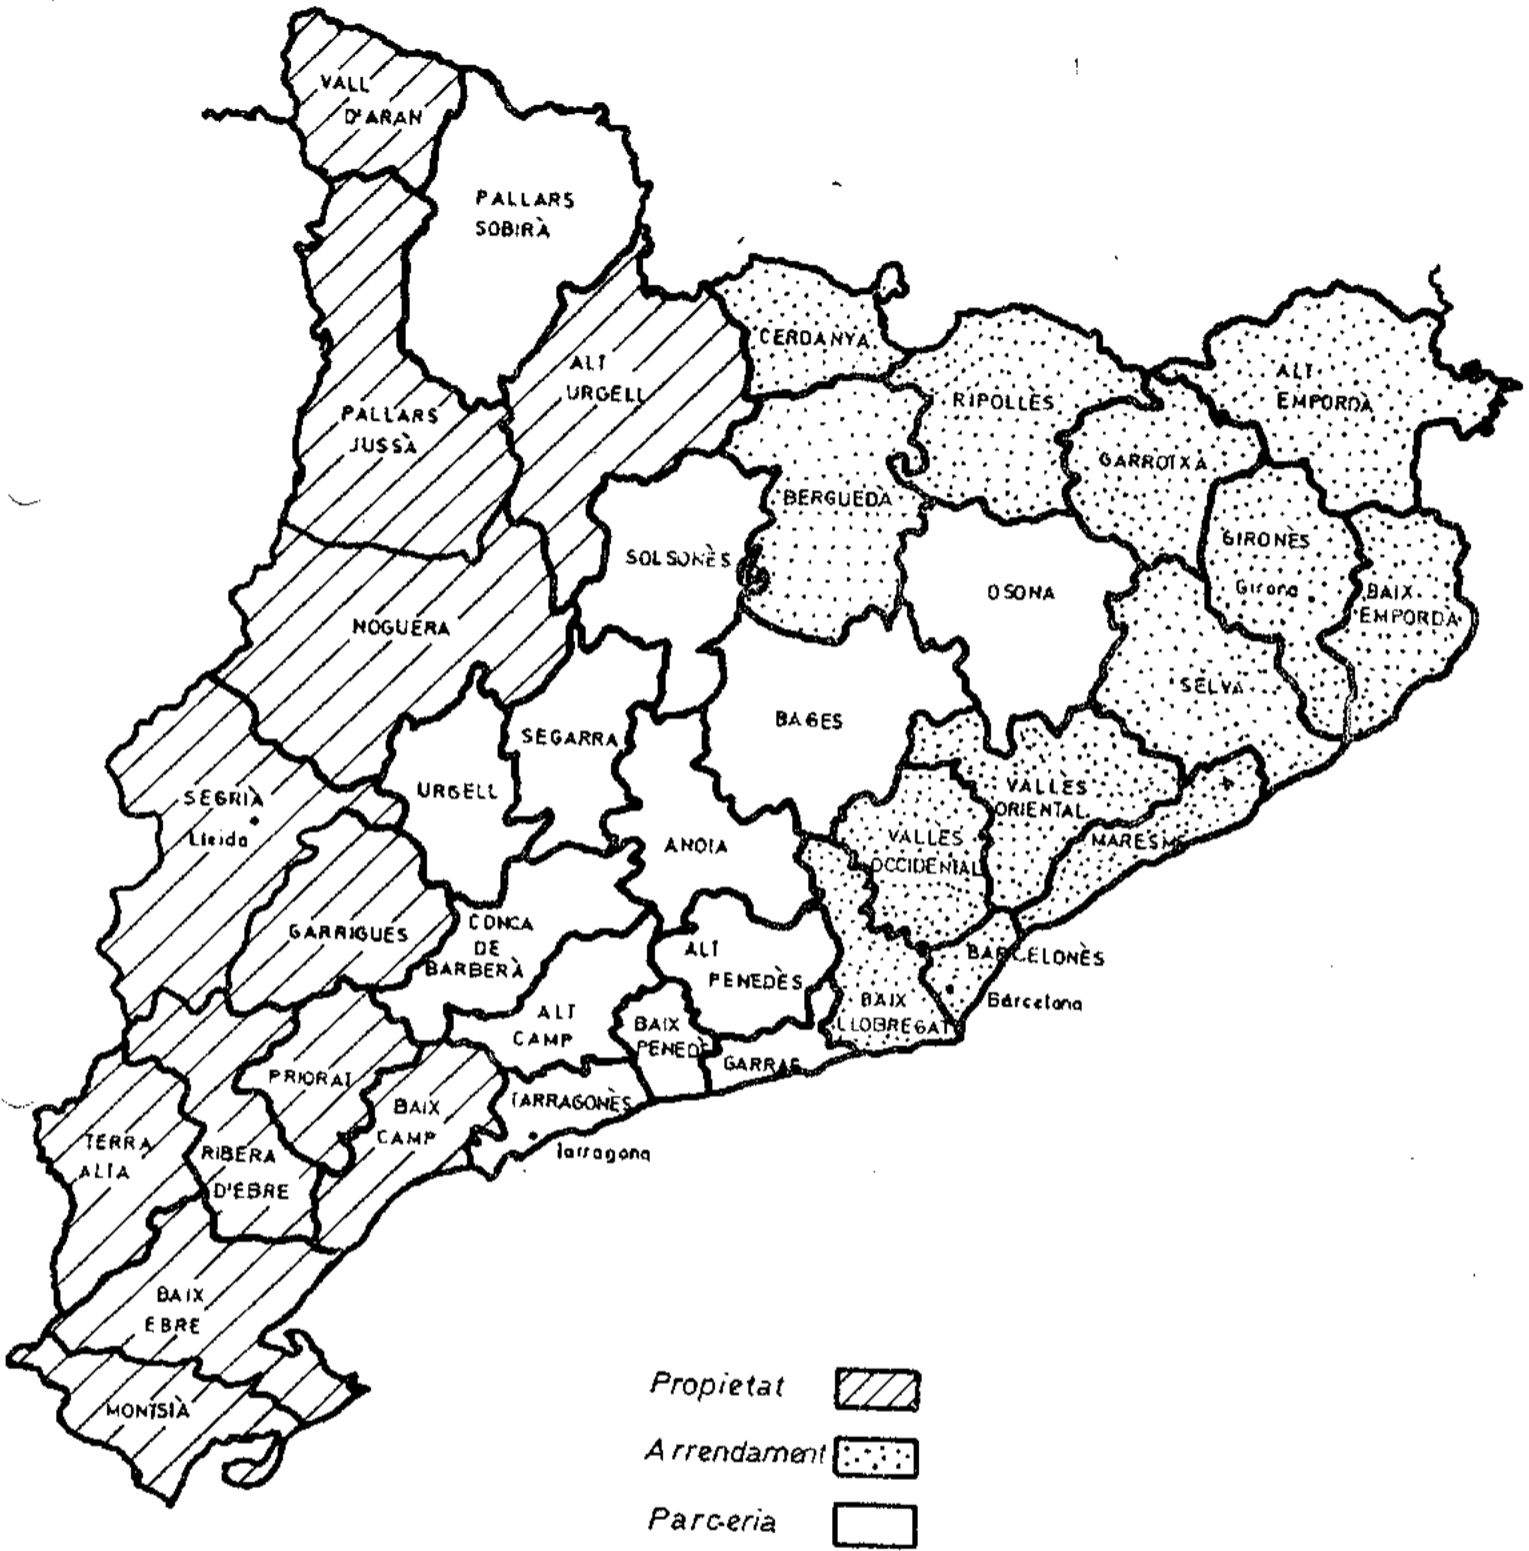 VALL
D'ARAN
PALLARS
SOBIRÀ
CERDANYA
ALT
URGELL
RIPOLLÈS
ALT
EMPORDÀ
PALLARS
JUSSÀ
GARROTXA
BERGUEDÀ
SOLSONÈS
GIRONÈS
Girona
OSONA
BAIX
EMPORDÀ
NOGUERA
SELVA
SEGARRA
BAGES
URGELL
VALLÈS
ORIENTAL
SEGRIÀ
Lleida
ANOIA
VALLES
OCCIDENTAL
MARESME
GARRIGUES
CONCA
DE
BARBERÀ
ALT
PENEDÈS
BARCELONÈS
Barcelona
BAIX
LLOBREGAT
ALT
CAMP
BAIX
PENEDÈ
GARRAF
PRIORAT
BAIX
CAMP
TARRAGONÈS
Tarragona
TERRA
ALTA
RIBERA
D'EBRE
BAIX
EBRE
MONTSIÀ
Propietat
Arrendament
Parceria